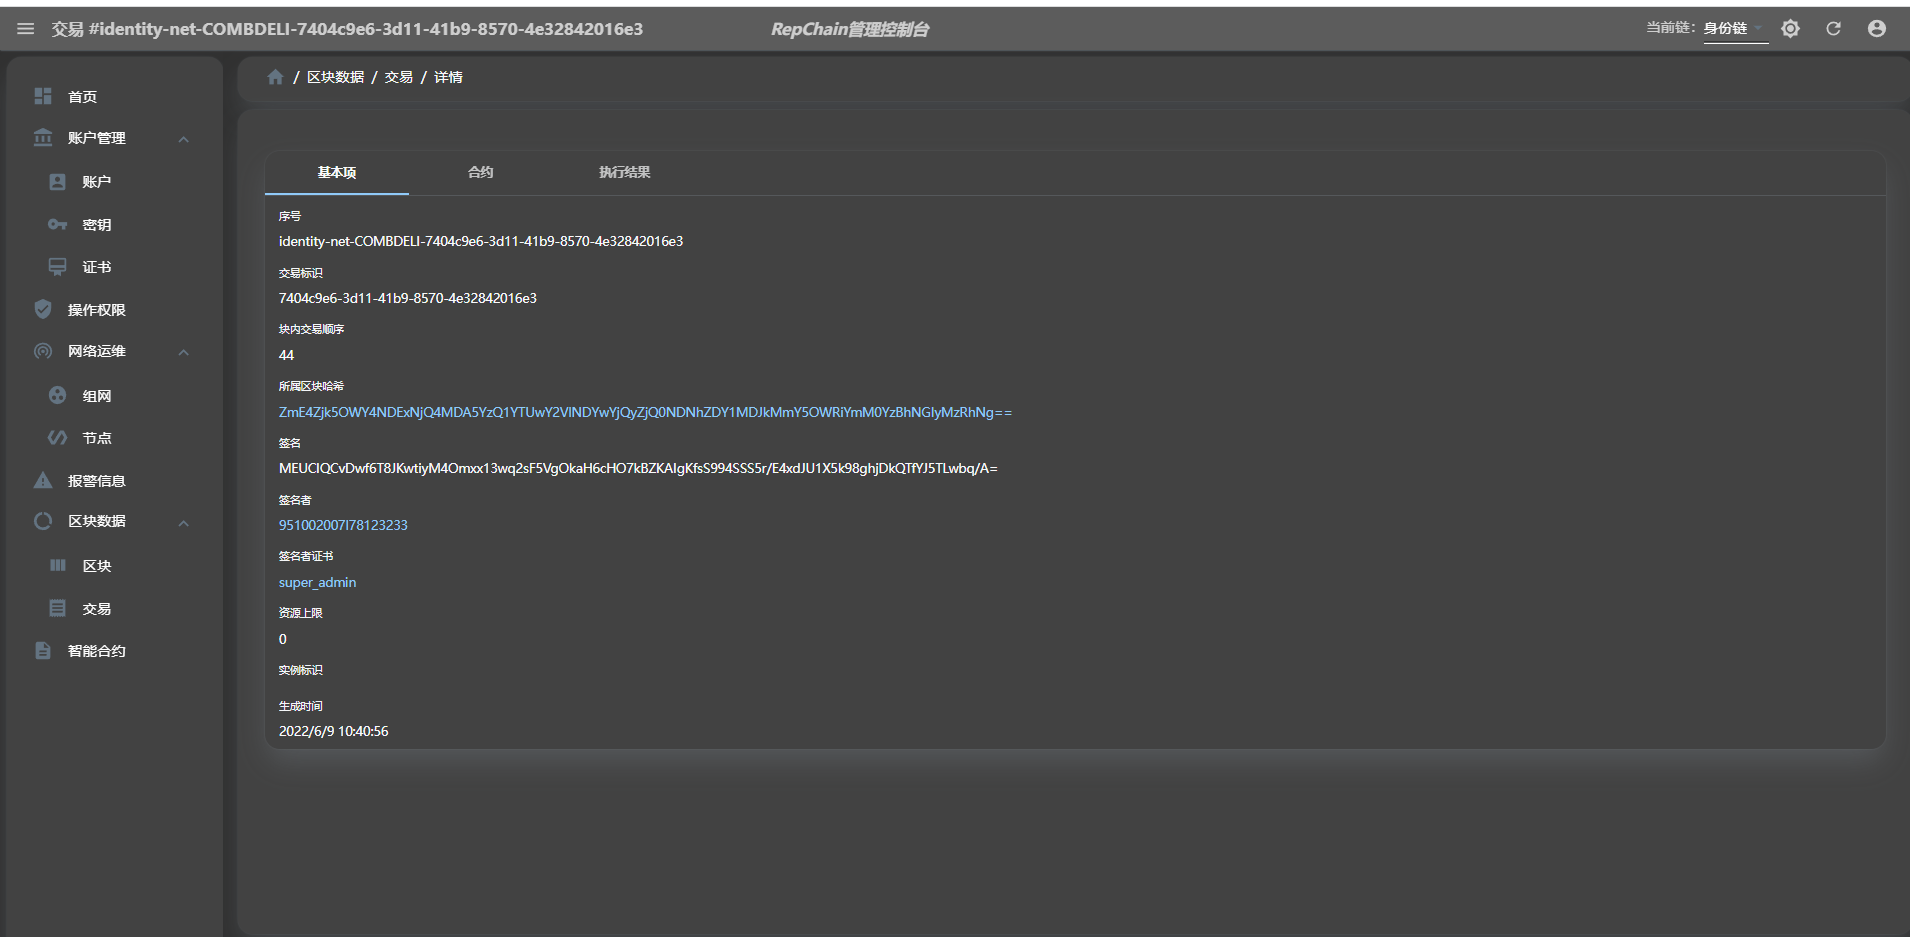 交易 #identity-net-COMBDELI-7404c9e6-3d11-41b9-8570-4e32842016e3
RepChain管理控制台
当前链: 身份链
首页
账户管理
账户
密钥
证书
操作权限
网络运维
组网
节点
报警信息
区块数据
区块
交易
智能合约
/ 区块数据 / 交易 / 详情
基本项 合约 执行结果
序号
identity-net-COMBDELI-7404c9e6-3d11-41b9-8570-4e32842016e3
交易标识
7404c9e6-3d11-41b9-8570-4e32842016e3
块内交易顺序
44
所属区块哈希
ZmE4Zjk5OWY4NDExNjQ4MDA5YzQ1YTUwY2VlNDYwYjQyZjQ0NDNhZDY1MDJkMmY5OWRiYmM0YzBhNGIyMzRhNg==
签名
MEUCIQCvDwf6T8JKwtiyM4Omxx13wq2sF5VgOkaH6cHO7kBZKAIgKfsS994SSS5r/E4xdJU1X5k98ghjDkQTfYJ5TLwbq/A=
签名者
951002007l78123233
签名者证书
super_admin
资源上限
0
实例标识
生成时间
2022/6/9 10:40:56